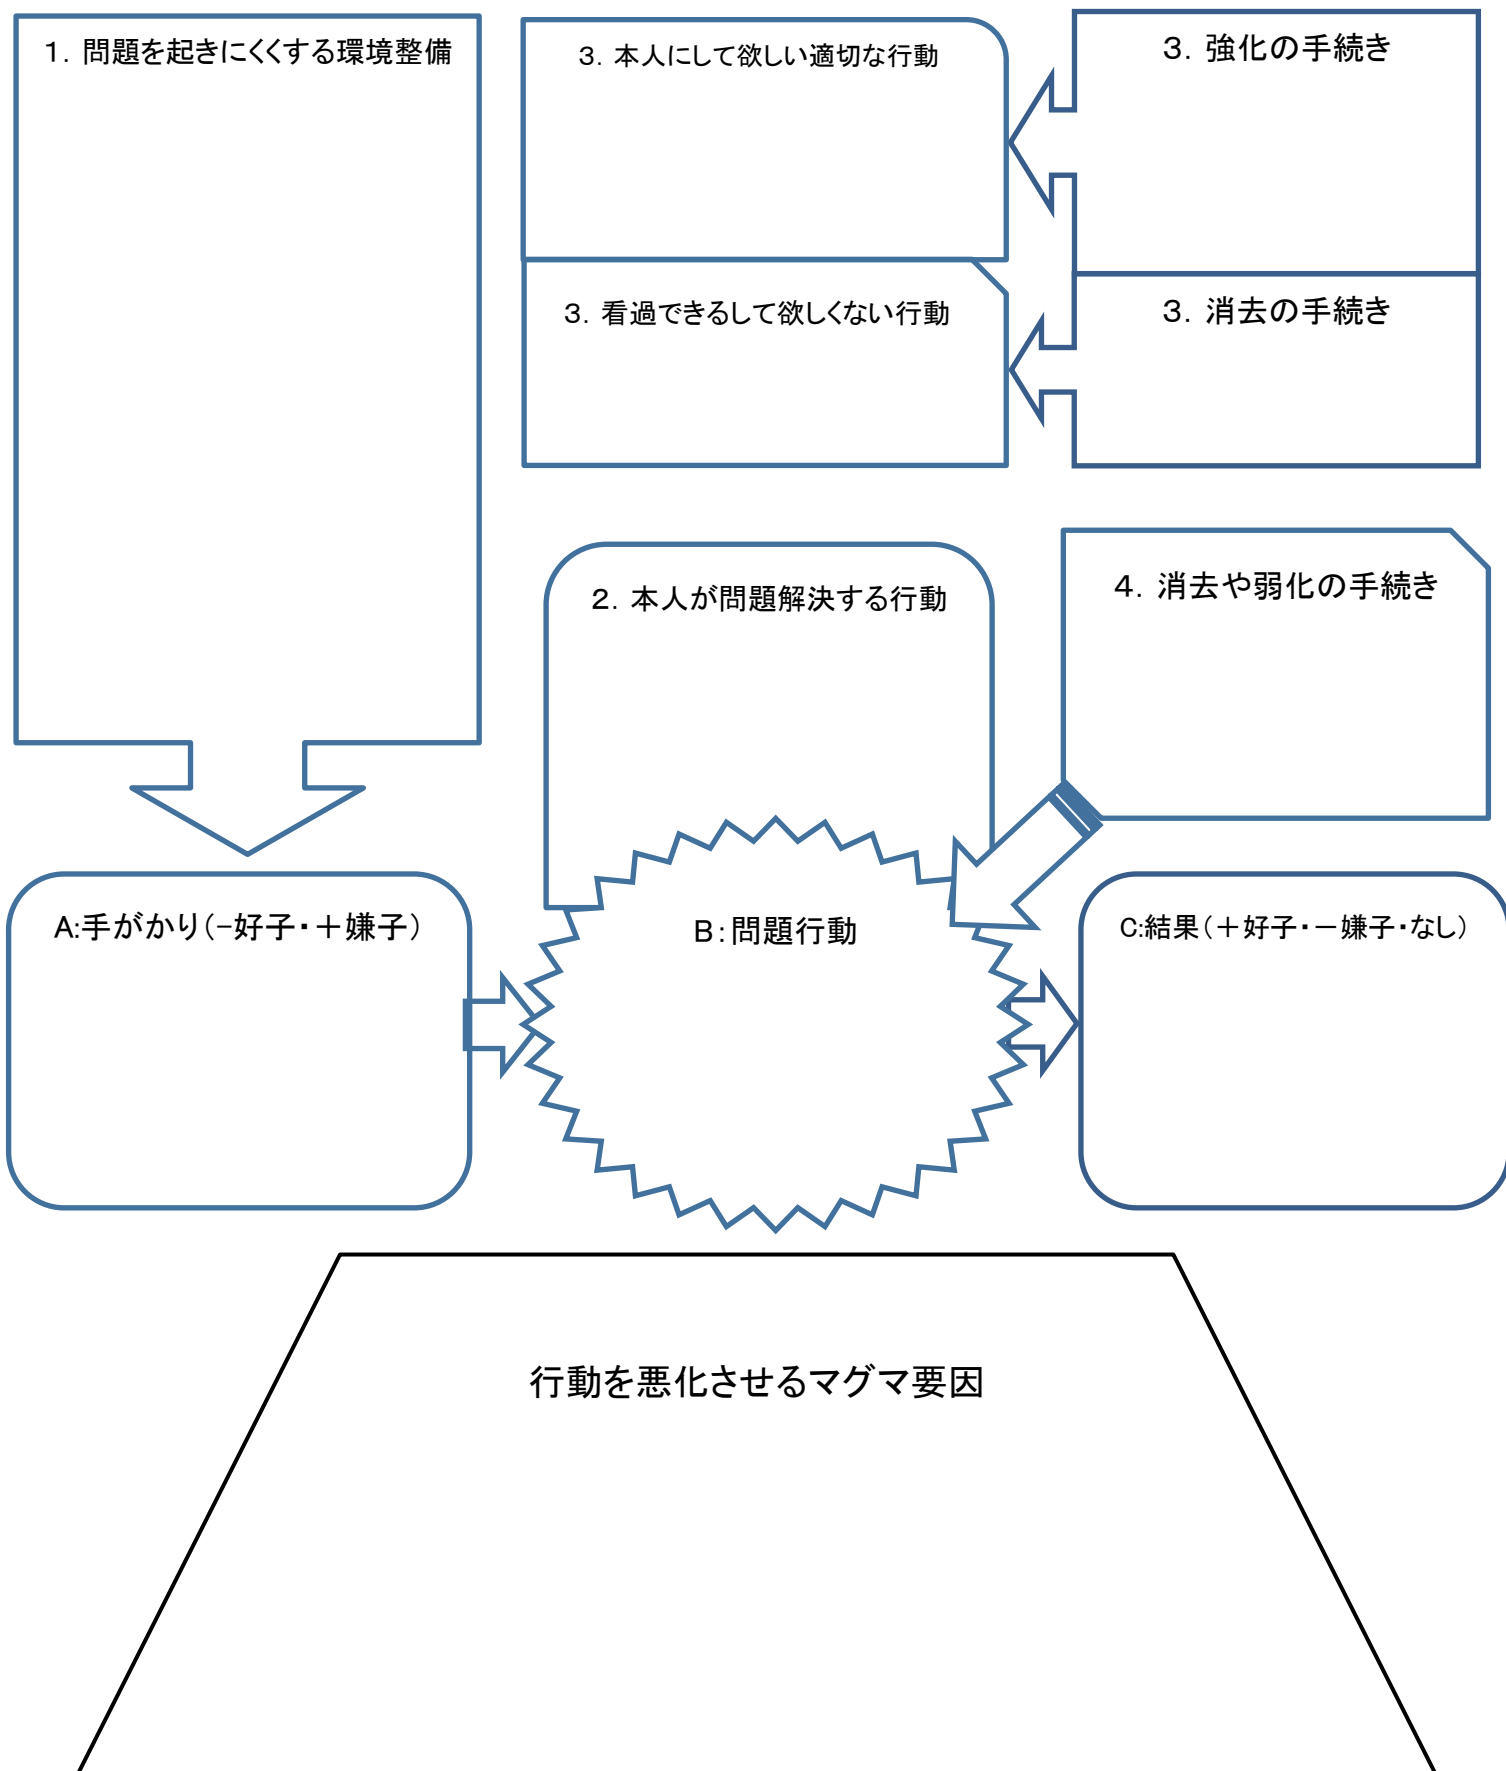 1．問題を起きにくくする環境整備
3．本人にして欲しい適切な行動
3．強化の手続き
3．看過できるして欲しくない行動
3．消去の手続き
2．本人が問題解決する行動
4．消去や弱化の手続き
A:手がかり（-好子・＋嫌子）
B：問題行動
C:結果（＋好子・－嫌子・なし）
行動を悪化させるマグマ要因